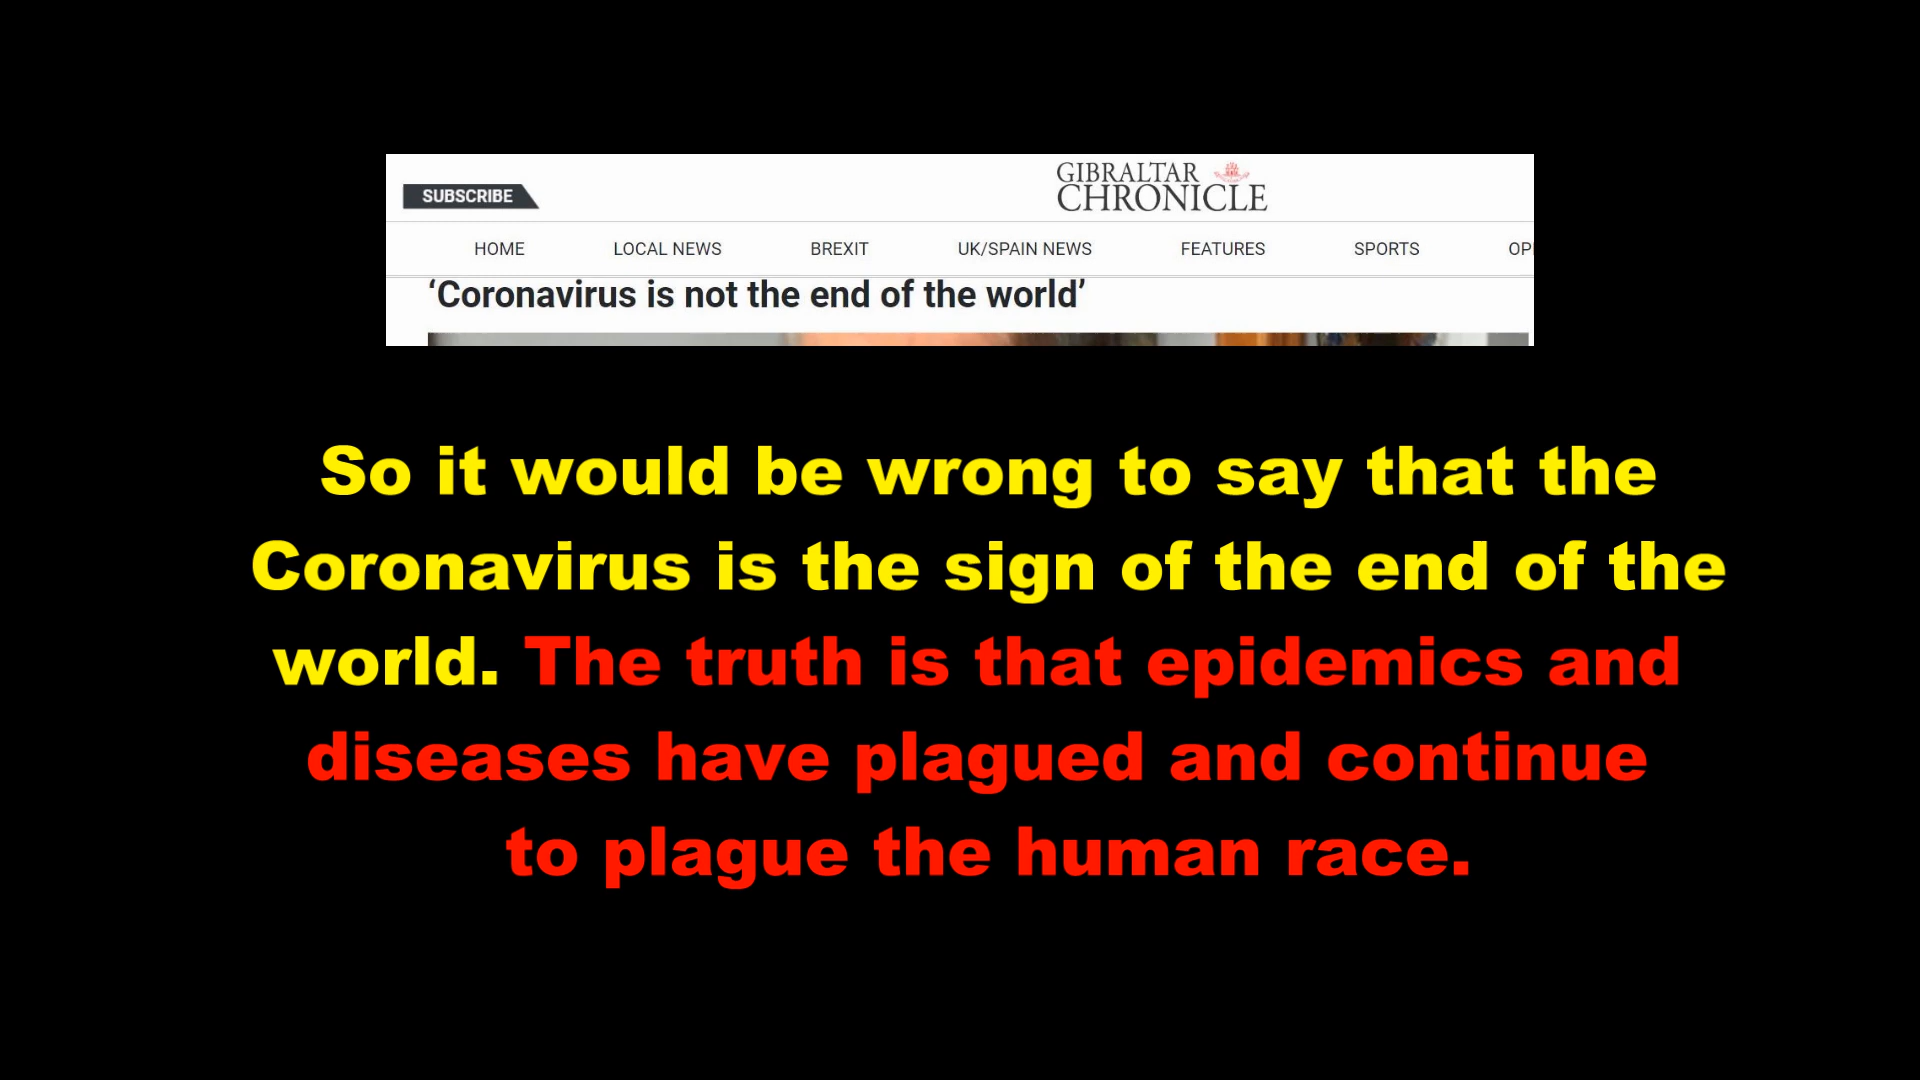 SUBSCRIBE
GIBRALTAR
CHRONICLE
HOME LOCAL NEWS BREXIT UK/SPAIN NEWS FEATURES SPORTS OPI
‘Coronavirus is not the end of the world’
So it would be wrong to say that the
Coronavirus is the sign of the end of the
world. The truth is that epidemics and
diseases have plagued and continue
to plague the human race.